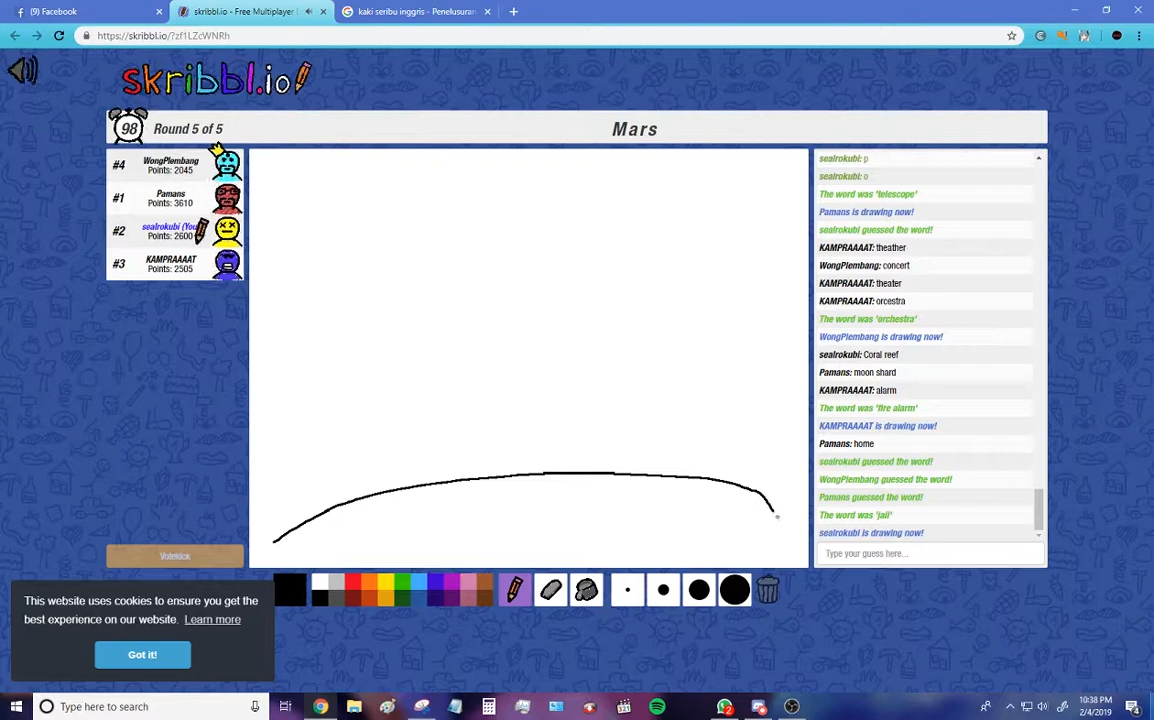 (2) Facebook
skribbl.io - Free Multiplayer
kaki seribu inggris - Penelusuran
https://skribbl.io/?zf1LZcWNRh
skribbl.io
98
Round 5 of 5
Mars
#4
WongPlembang
Points: 2045
#1
Pamans
Points: 3610
#2
sealrokubi (You
Points: 2600
#3
KAMPRAAAAT
Points: 2505
sealrokubi: p
sealrokubi: o
The word was 'telescope'
Pamans is drawing now!
sealrokubi guessed the word!
KAMPRAAAAT: theather
WongPlembang: concert
KAMPRAAAAT: theater
KAMPRAAAAT: orcestra
The word was 'orchestra'
WongPlembang is drawing now!
sealrokubi: Coral reef
Pamans: moon shard
KAMPRAAAAT: alarm
The word was 'fire alarm'
KAMPRAAAAT is drawing now!
Pamans: home
sealrokubi guessed the word!
WongPlembang guessed the word!
Pamans guessed the word!
The word was 'jail'
sealrokubi is drawing now!
Type your guess here...
Votekick
This website uses cookies to ensure you get the
best experience on our website. Learn more
Got it!
Type here to search
2
10:38 PM
2/4/2019
4